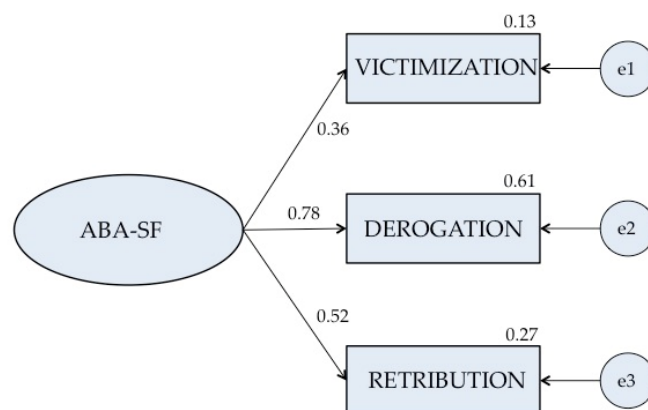 0.13
VICTIMIZATION
e1
0.36
0.61
ABA-SF
0.78
DEROGATION
e2
0.52
0.27
RETRIBUTION
e3